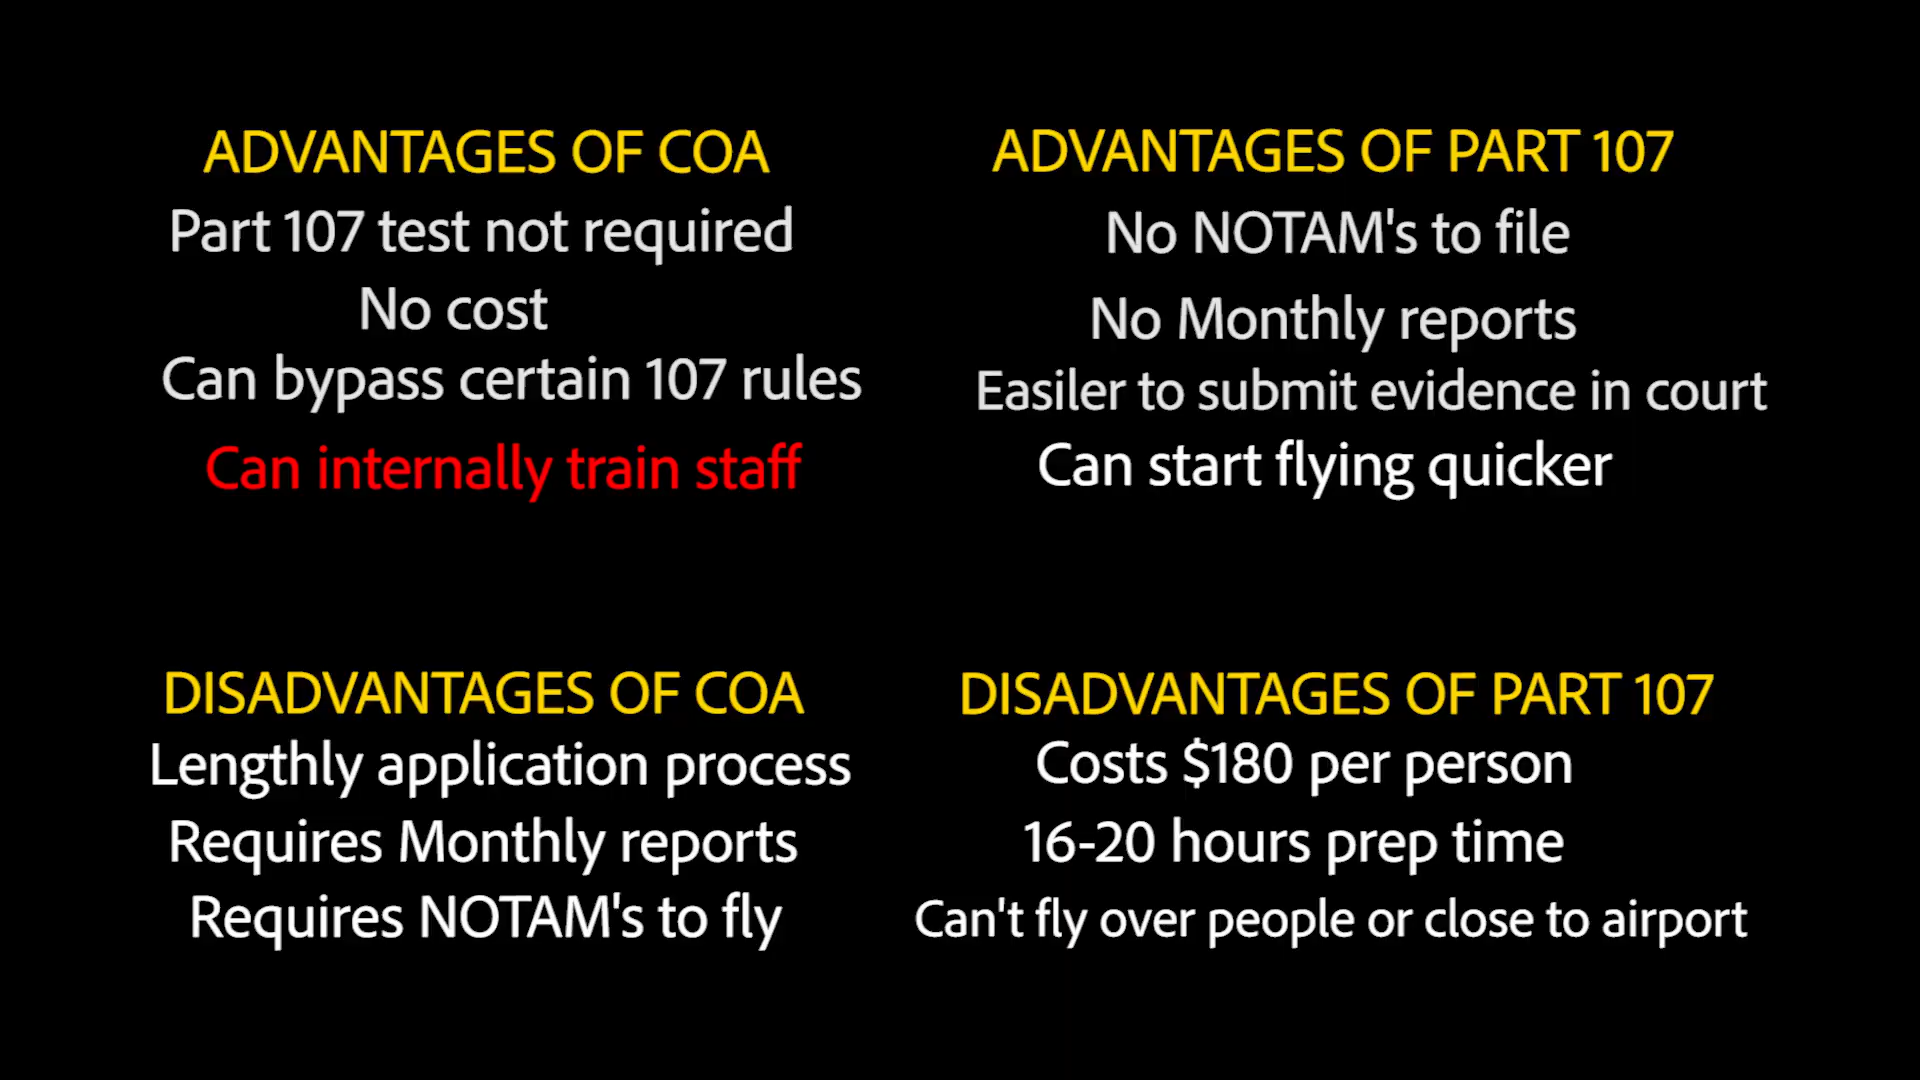 ADVANTAGES OF COA
Part 107 test not required
No cost
Can bypass certain 107 rules
Can internally train staff
ADVANTAGES OF PART 107
No NOTAM's to file
No Monthly reports
Easiler to submit evidence in court
Can start flying quicker
DISADVANTAGES OF COA
Lengthly application process
Requires Monthly reports
Requires NOTAM's to fly
DISADVANTAGES OF PART 107
Costs $180 per person
16-20 hours prep time
Can't fly over people or close to airport